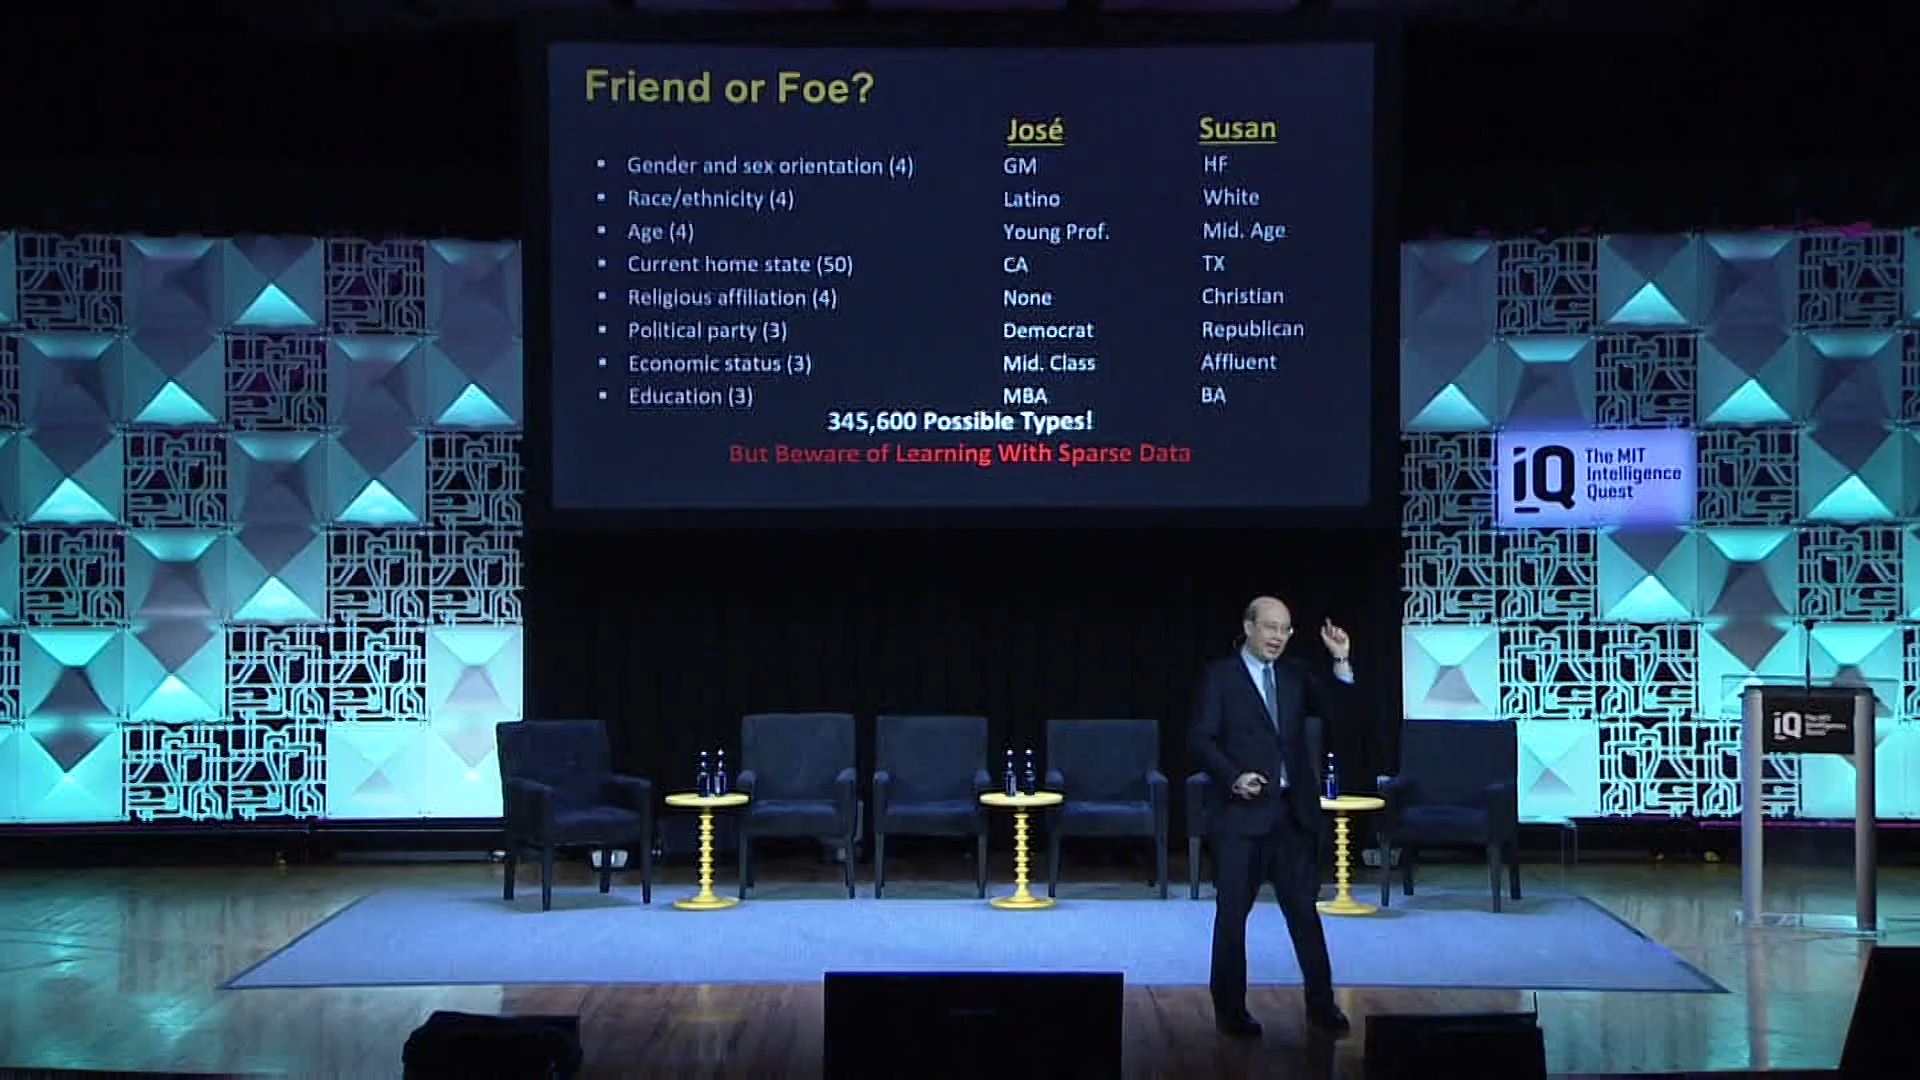 Friend or Foe?
José Susan
▪ Gender and sex orientation (4) GM HF
▪ Race/ethnicity (4) Latino White
▪ Age (4) Young Prof. Mid. Age
▪ Current home state (50) CA TX
▪ Religious affiliation (4) None Christian
▪ Political party (3) Democrat Republican
▪ Economic status (3) Mid. Class Affluent
▪ Education (3) MBA BA
345,600 Possible Types!
But Beware of Learning With Sparse Data
iQ The MIT
Intelligence
Quest
iQ